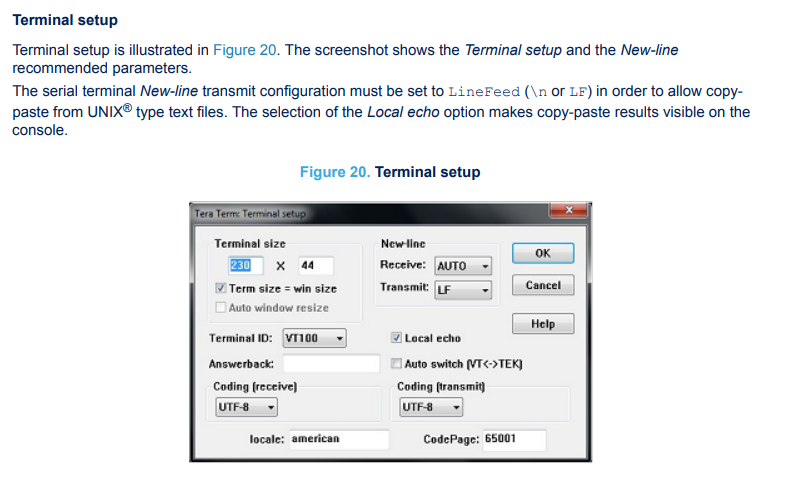 Terminal setup
Terminal setup is illustrated in Figure 20. The screenshot shows the Terminal setup and the New-line
recommended parameters.
The serial terminal New-line transmit configuration must be set to LineFeed (\n or LF) in order to allow copy-
paste from UNIX® type text files. The selection of the Local echo option makes copy-paste results visible on the
console.
Figure 20. Terminal setup
Tera Term: Terminal setup
Terminal size
230 X 44
Term size = win size
Auto window resize
New-line
Receive: AUTO
Transmit: LF
OK
Cancel
Help
Terminal ID: VT100
Local echo
Answerback:
Auto switch (VT<->TEK)
Coding (receive)
UTF-8
Coding (transmit)
UTF-8
locale: american
CodePage: 65001